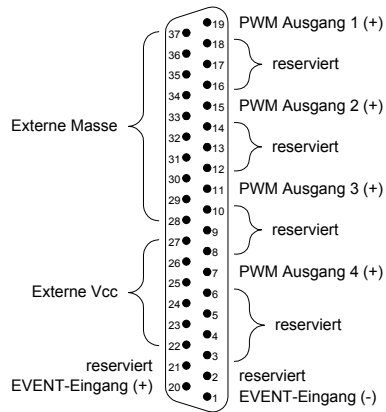 19 PWM Ausgang 1 (+)
37
18
36
17 reserviert
35
16
34
15 PWM Ausgang 2 (+)
33
14
Externe Masse
32
13 reserviert
31
12
30
11 PWM Ausgang 3 (+)
29
10
28
9 reserviert
27
8
26
7 PWM Ausgang 4 (+)
Externe Vcc
25
6
24
5
reserviert
23
4
22
3
reserviert 21
2 reserviert
EVENT-Eingang (+) 20
1 EVENT-Eingang (-)